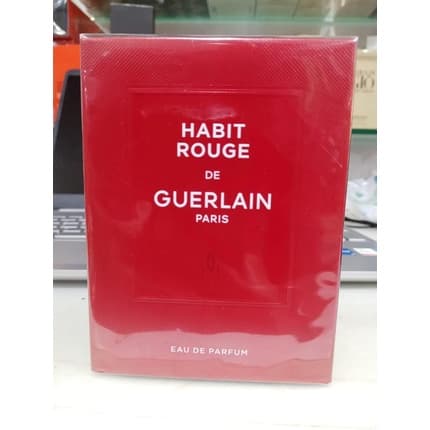 HABIT
ROUGE
DE
GUERLAIN
PARIS
EAU DE PARFUM